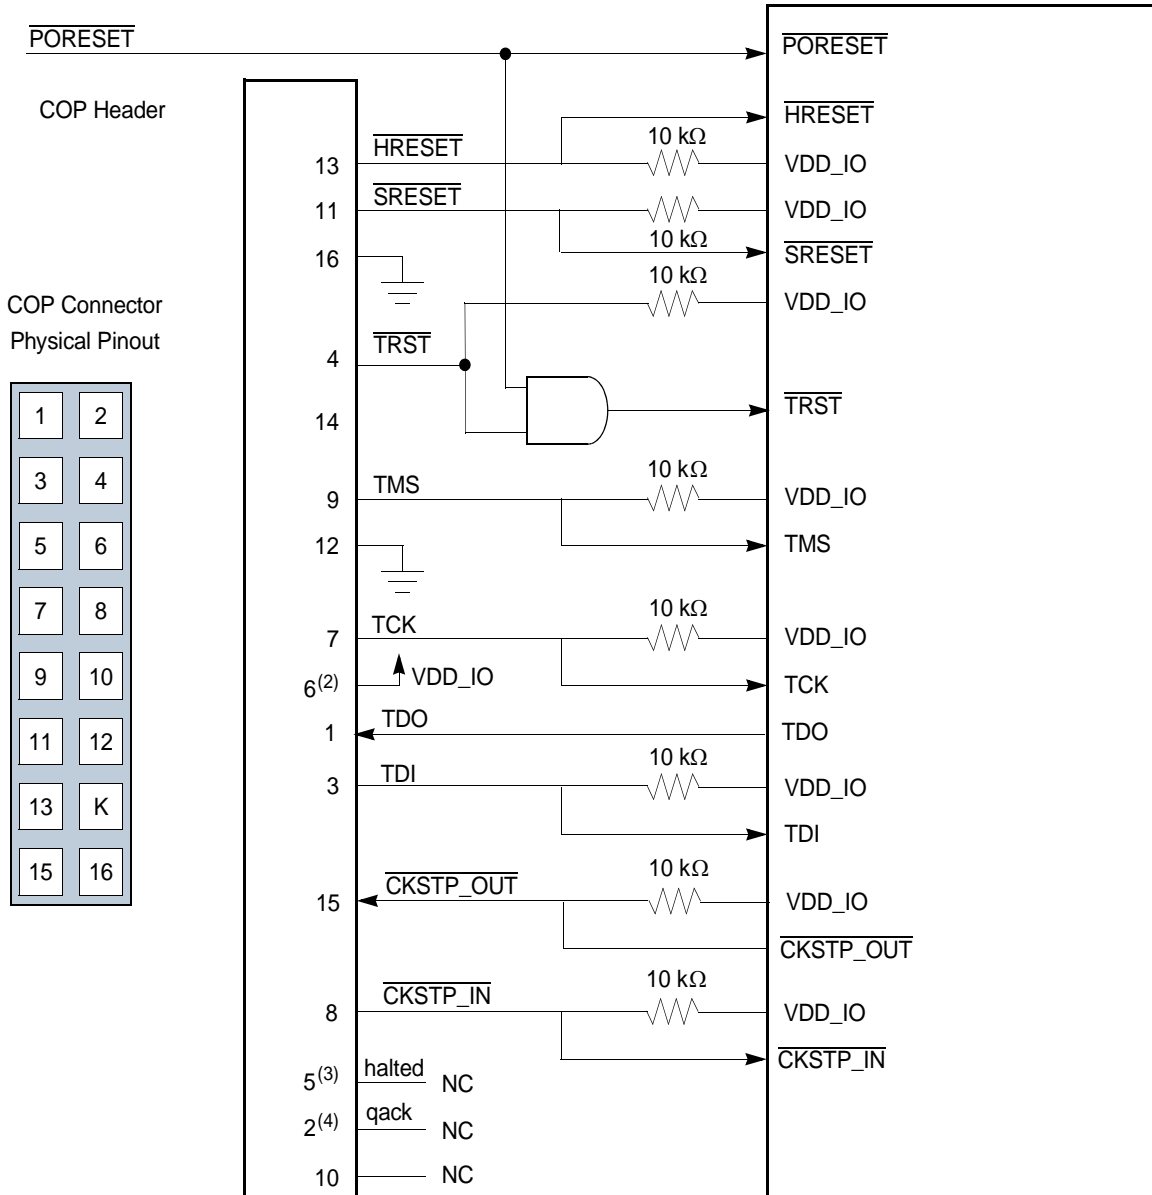 PORESET
PORESET
COP Header
HRESET
13
HRESET
10 kΩ
VDD_IO
11
SRESET
VDD_IO
10 kΩ
SRESET
16
10 kΩ
VDD_IO
COP Connector
Physical Pinout
4
TRST
TRST
14
1 2
3 4
5 6
7 8
9 10
11 12
13 K
15 16
9
TMS
10 kΩ
VDD_IO
12
TMS
7
TCK
10 kΩ
VDD_IO
6(2)
VDD_IO
TCK
1
TDO
TDO
3
TDI
10 kΩ
VDD_IO
TDI
15
CKSTP_OUT
10 kΩ
VDD_IO
CKSTP_OUT
8
CKSTP_IN
10 kΩ
VDD_IO
CKSTP_IN
5(3)
halted
NC
2(4)
qack
NC
10
NC